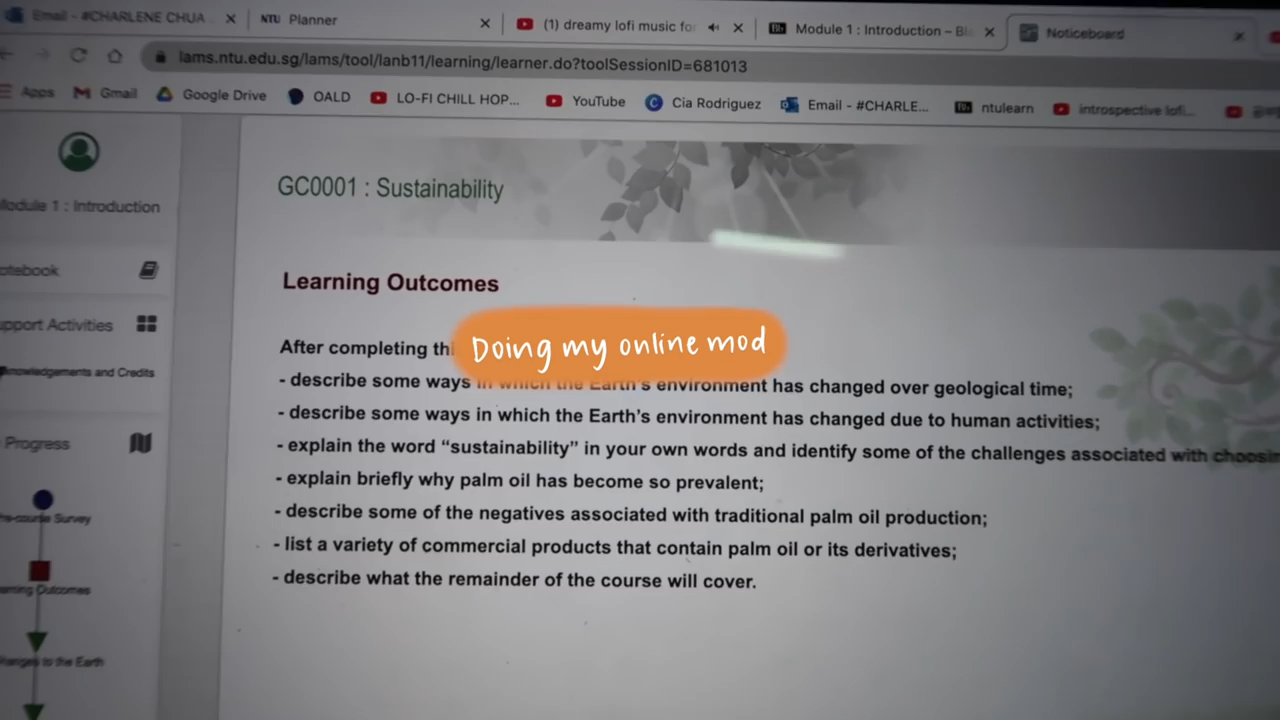 Email - #CHARLENE CHUA
NTU Planner
(1) dreamy lofi music for
Module 1 : Introduction – Bl
Noticeboard
lams.ntu.edu.sg/lams/tool/lanb11/learning/learner.do?toolSessionID=681013
Apps
Gmail
Google Drive
OALD
LO-FI CHILL HOP...
YouTube
Cia Rodriguez
Email - #CHARLE...
ntulearn
introspective lofi...
Module 1 : Introduction
GC0001 : Sustainability
otebook
Learning Outcomes
upport Activities
After completing thi
Doing my online mod
- describe some ways in which the Earth's environment has changed over geological time;
knowledgements and Credits
- describe some ways in which the Earth's environment has changed due to human activities;
Progress
- explain the word “sustainability” in your own words and identify some of the challenges associated with choosin
- explain briefly why palm oil has become so prevalent;
- describe some of the negatives associated with traditional palm oil production;
re-course Survey
- list a variety of commercial products that contain palm oil or its derivatives;
- describe what the remainder of the course will cover.
arning Outcomes
hanges to the Earth